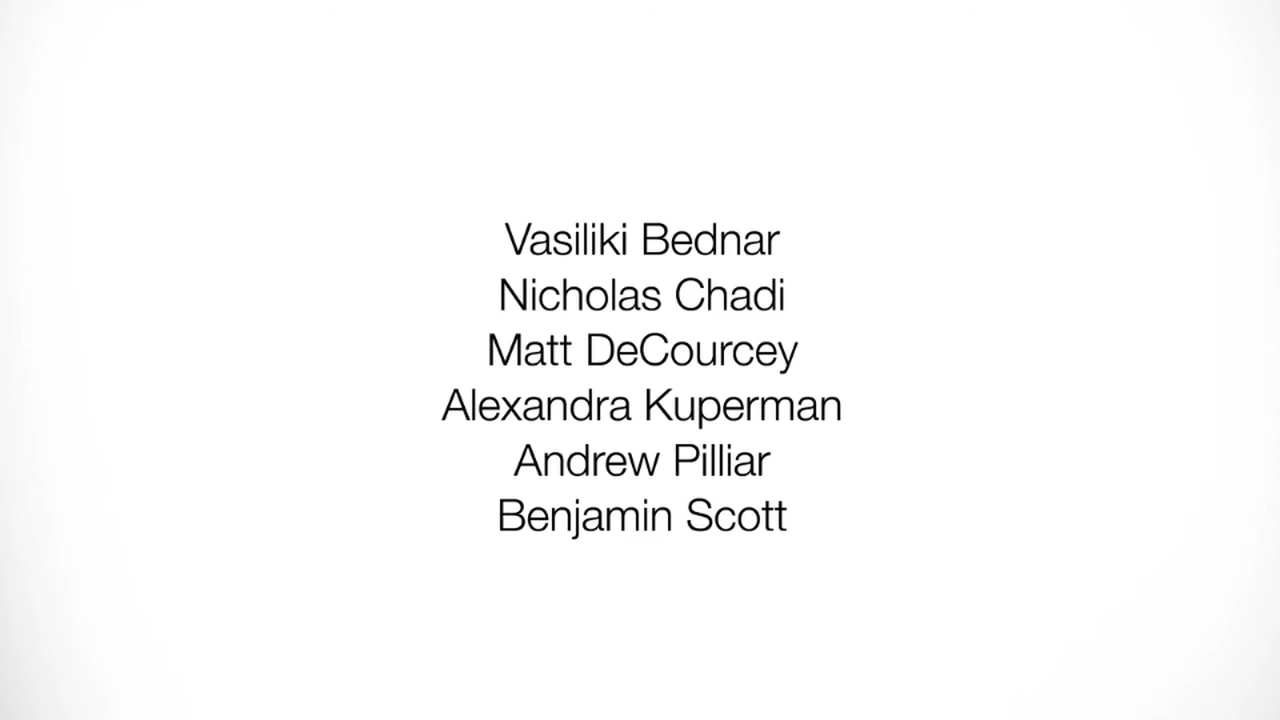 Vasiliki Bednar
Nicholas Chadi
Matt DeCourcey
Alexandra Kuperman
Andrew Pilliar
Benjamin Scott